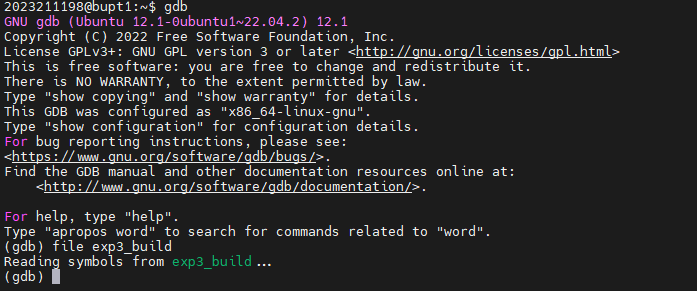 2023211198@bupt1:~$ gdb
GNU gdb (Ubuntu 12.1-0ubuntu1~22.04.2) 12.1
Copyright (C) 2022 Free Software Foundation, Inc.
License GPLv3+: GNU GPL version 3 or later <http://gnu.org/licenses/gpl.html>
This is free software: you are free to change and redistribute it.
There is NO WARRANTY, to the extent permitted by law.
Type "show copying" and "show warranty" for details.
This GDB was configured as "x86_64-linux-gnu".
Type "show configuration" for configuration details.
For bug reporting instructions, please see:
<https://www.gnu.org/software/gdb/bugs/>.
Find the GDB manual and other documentation resources online at:
    <http://www.gnu.org/software/gdb/documentation/>.

For help, type "help".
Type "apropos word" to search for commands related to "word".
(gdb) file exp3_build
Reading symbols from exp3_build...
(gdb)